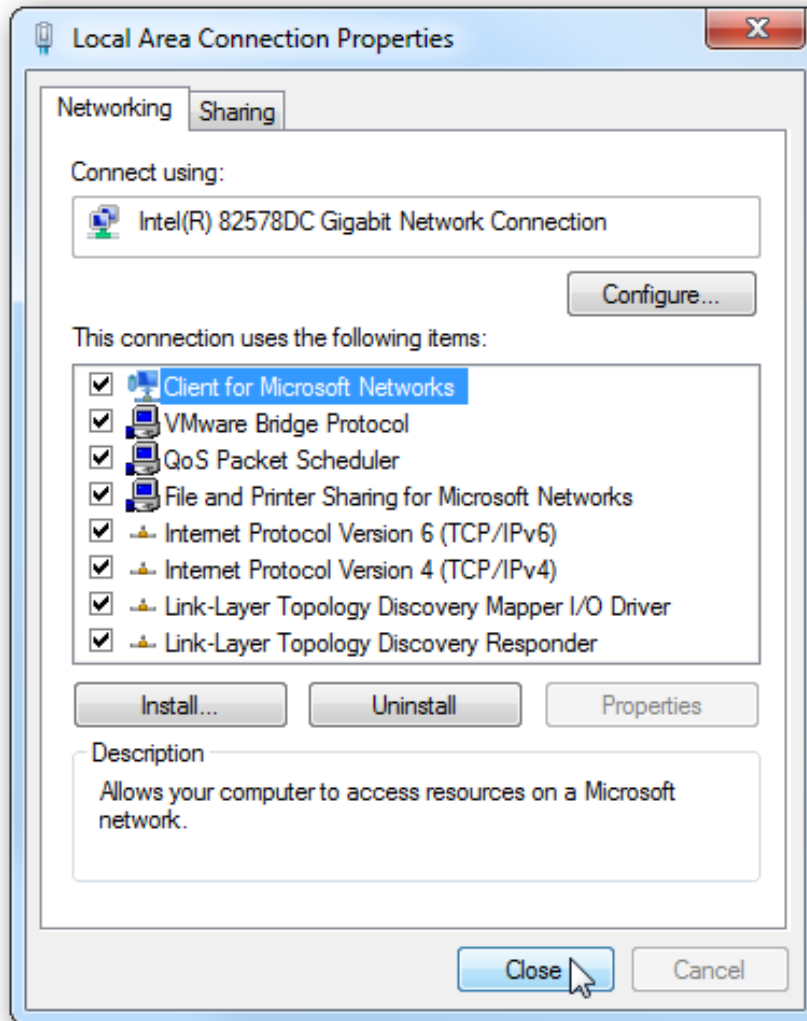 Local Area Connection Properties
Networking
Sharing
Connect using:
Intel(R) 82578DC Gigabit Network Connection
Configure...
This connection uses the following items:
Client for Microsoft Networks
VMware Bridge Protocol
QoS Packet Scheduler
File and Printer Sharing for Microsoft Networks
Internet Protocol Version 6 (TCP/IPv6)
Internet Protocol Version 4 (TCP/IPv4)
Link-Layer Topology Discovery Mapper I/O Driver
Link-Layer Topology Discovery Responder
Install...
Uninstall
Properties
Description
Allows your computer to access resources on a Microsoft
network.
Close
Cancel